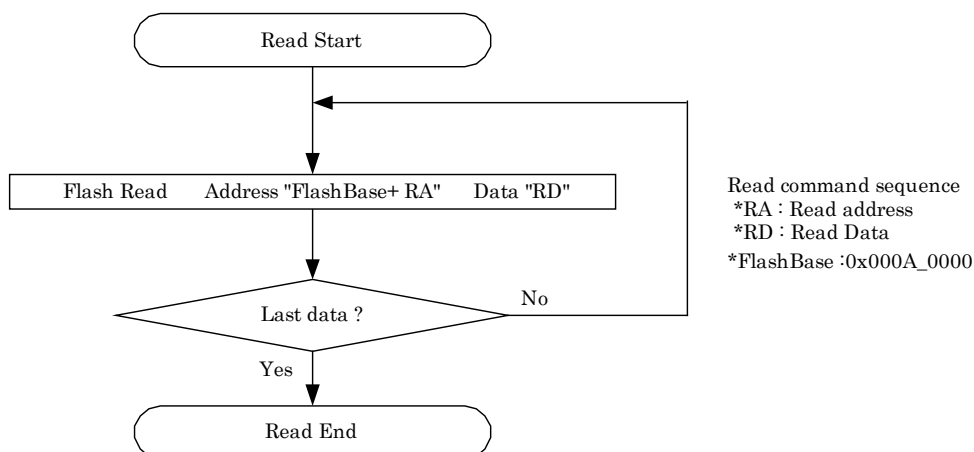 Read Start
Flash Read Address "FlashBase+ RA" Data "RD"
Read command sequence
*RA : Read address
*RD : Read Data
*FlashBase :0x000A_0000
Last data ?
No
Yes
Read End